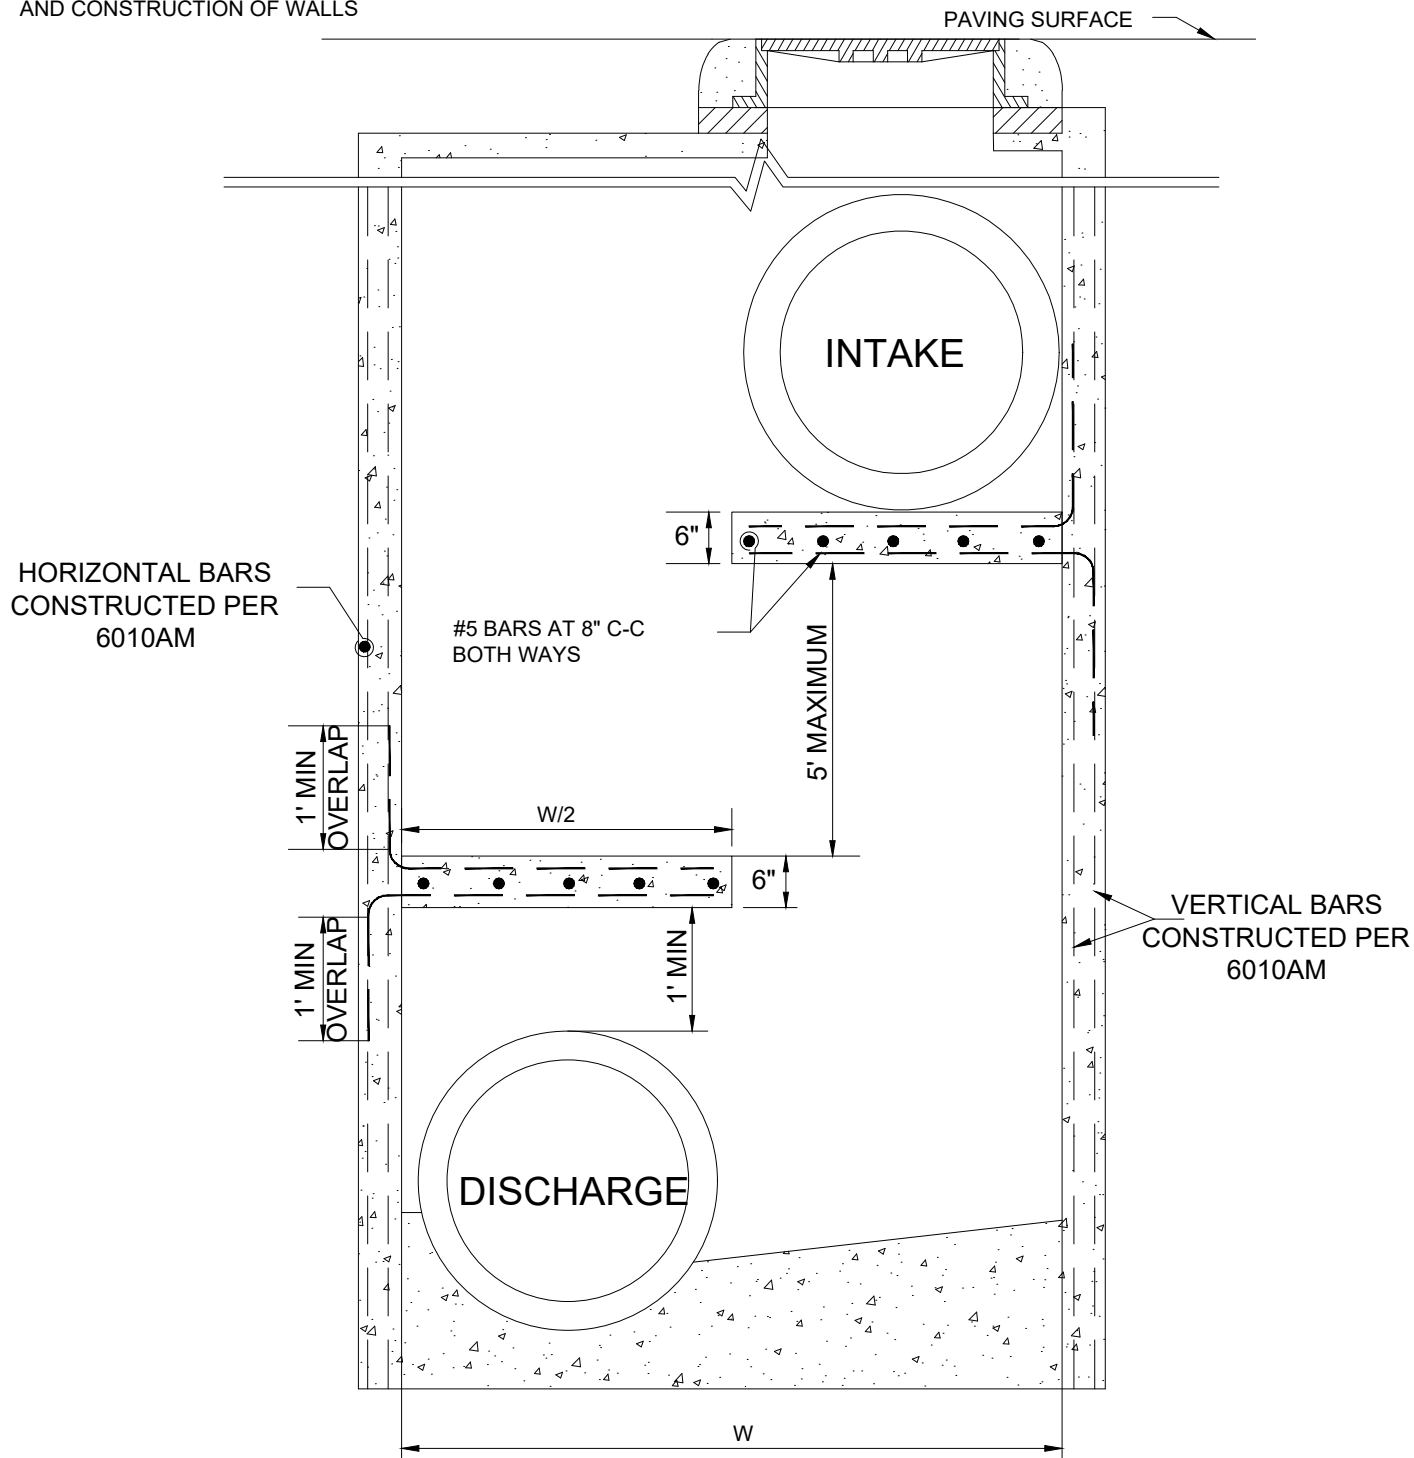 AND CONSTRUCTION OF WALLS
PAVING SURFACE
INTAKE
6"
HORIZONTAL BARS
CONSTRUCTED PER
6010AM
#5 BARS AT 8" C-C
BOTH WAYS
5' MAXIMUM
1' MIN
OVERLAP
W/2
6"
VERTICAL BARS
CONSTRUCTED PER
6010AM
1' MIN
OVERLAP
1' MIN
DISCHARGE
W